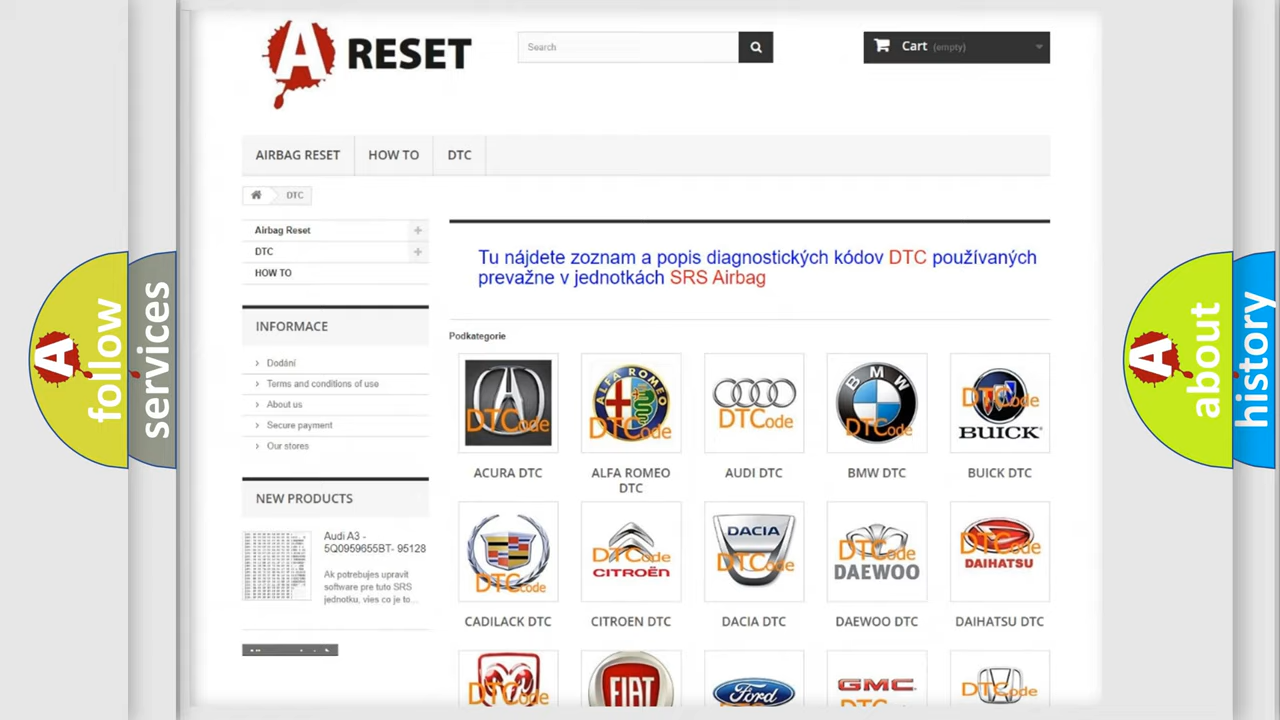 A RESET
Search
Cart (empty)
AIRBAG RESET
HOW TO
DTC
DTC
Airbag Reset
DTC
HOW TO
Tu nájdete zoznam a popis diagnostických kódov DTC používaných
prevažne v jednotkách SRS Airbag
INFORMACE
Dodání
Terms and conditions of use
About us
Secure payment
Our stores
Podkategorie
DTCode
ALFA ROMEO
DTCode
DTCode
BMW
DTCode
DTCode
BUICK
ACURA DTC
ALFA ROMEO
DTC
AUDI DTC
BMW DTC
BUICK DTC
NEW PRODUCTS
Audi A3 -
5Q0959655BT- 95128
Ak potrebujes upravit
software pre tuto SRS
jednotku, vies co je to...
DTCode
DTCode
CITROËN
DACIA
DTCode
DTCode
DAEWOO
DTCode
DAIHATSU
CADILACK DTC
CITROEN DTC
DACIA DTC
DAEWOO DTC
DAIHATSU DTC
DTCode
FIAT
Ford
DTCode
GMC
DTCode
A follow
services
A about
history